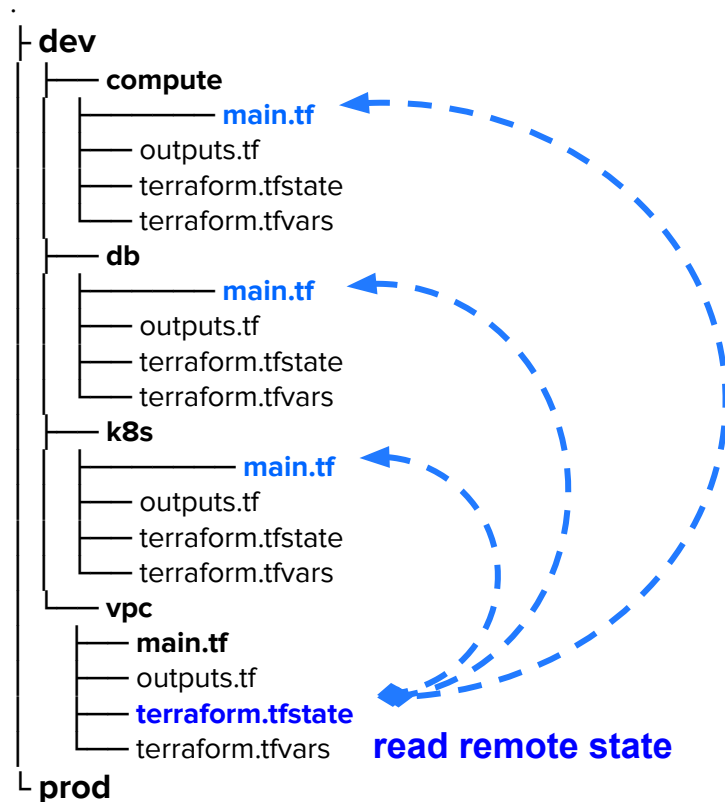 .
dev
compute
main.tf
outputs.tf
terraform.tfstate
terraform.tfvars
db
main.tf
outputs.tf
terraform.tfstate
terraform.tfvars
k8s
main.tf
outputs.tf
terraform.tfstate
terraform.tfvars
vpc
main.tf
outputs.tf
terraform.tfstate
terraform.tfvars
read remote state
prod